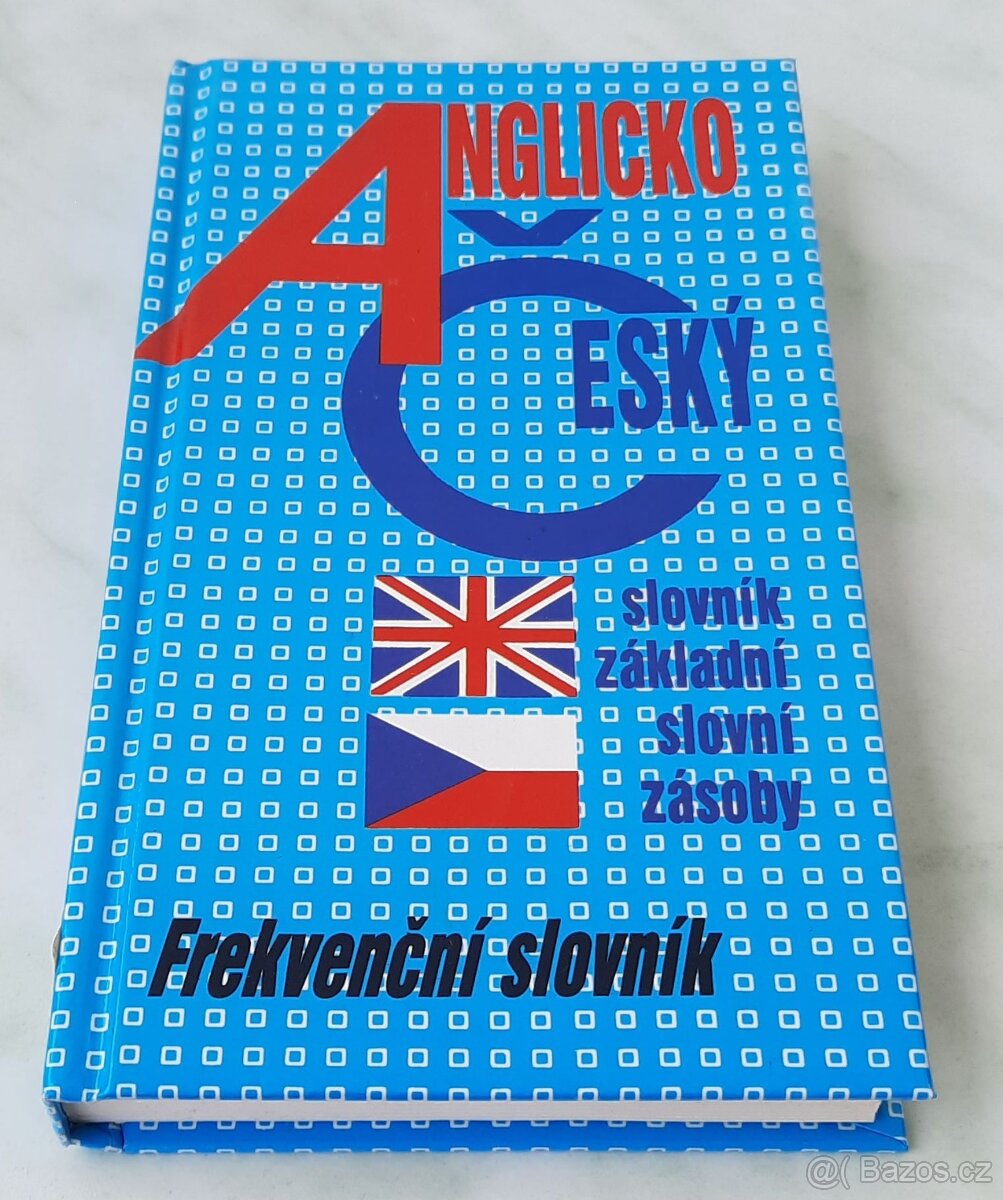 ANGLICKO
ČESKÝ
slovník
základní
slovní
zásoby
Frekvenční slovník
@( Bazos.cz